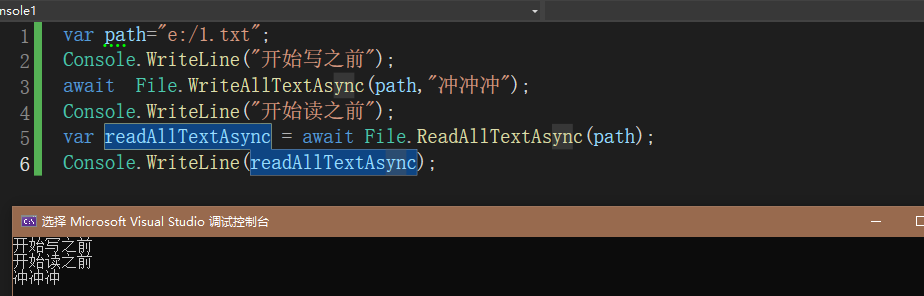 nsole1
1 var path="e:/1.txt";
2 Console.WriteLine("开始写之前");
3 await File.WriteAllTextAsync(path,"冲冲冲");
4 Console.WriteLine("开始读之前");
5 var readAllTextAsync = await File.ReadAllTextAsync(path);
6 Console.WriteLine(readAllTextAsync);
选择 Microsoft Visual Studio 调试控制台
开始写之前
开始读之前
冲冲冲